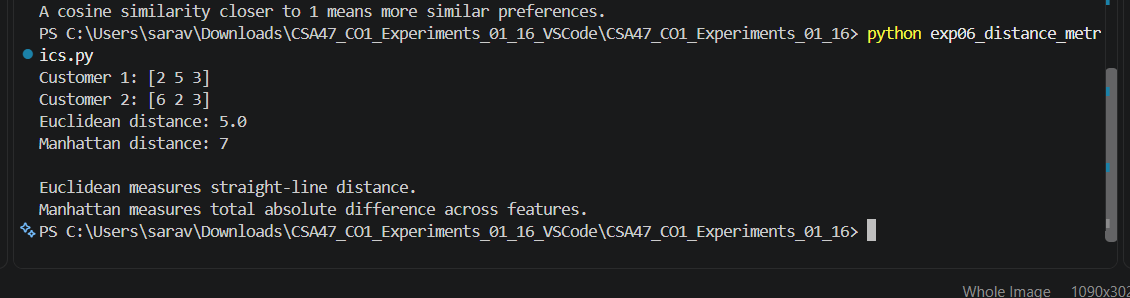 A cosine similarity closer to 1 means more similar preferences.
PS C:\Users\sarav\Downloads\CSA47_CO1_Experiments_01_16_VSCode\CSA47_CO1_Experiments_01_16> python exp06_distance_metr
ics.py
Customer 1: [2 5 3]
Customer 2: [6 2 3]
Euclidean distance: 5.0
Manhattan distance: 7
Euclidean measures straight-line distance.
Manhattan measures total absolute difference across features.
PS C:\Users\sarav\Downloads\CSA47_CO1_Experiments_01_16_VSCode\CSA47_CO1_Experiments_01_16>
Whole Image 1090x302